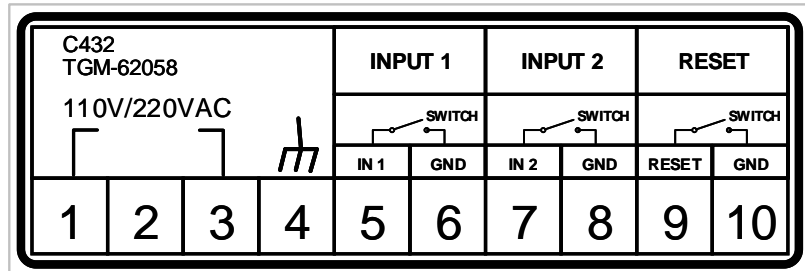 C432
TGM-62058
110V/220VAC
INPUT 1 INPUT 2 RESET
SWITCH SWITCH SWITCH
IN 1 GND IN 2 GND RESET GND
1 2 3 4 5 6 7 8 9 10